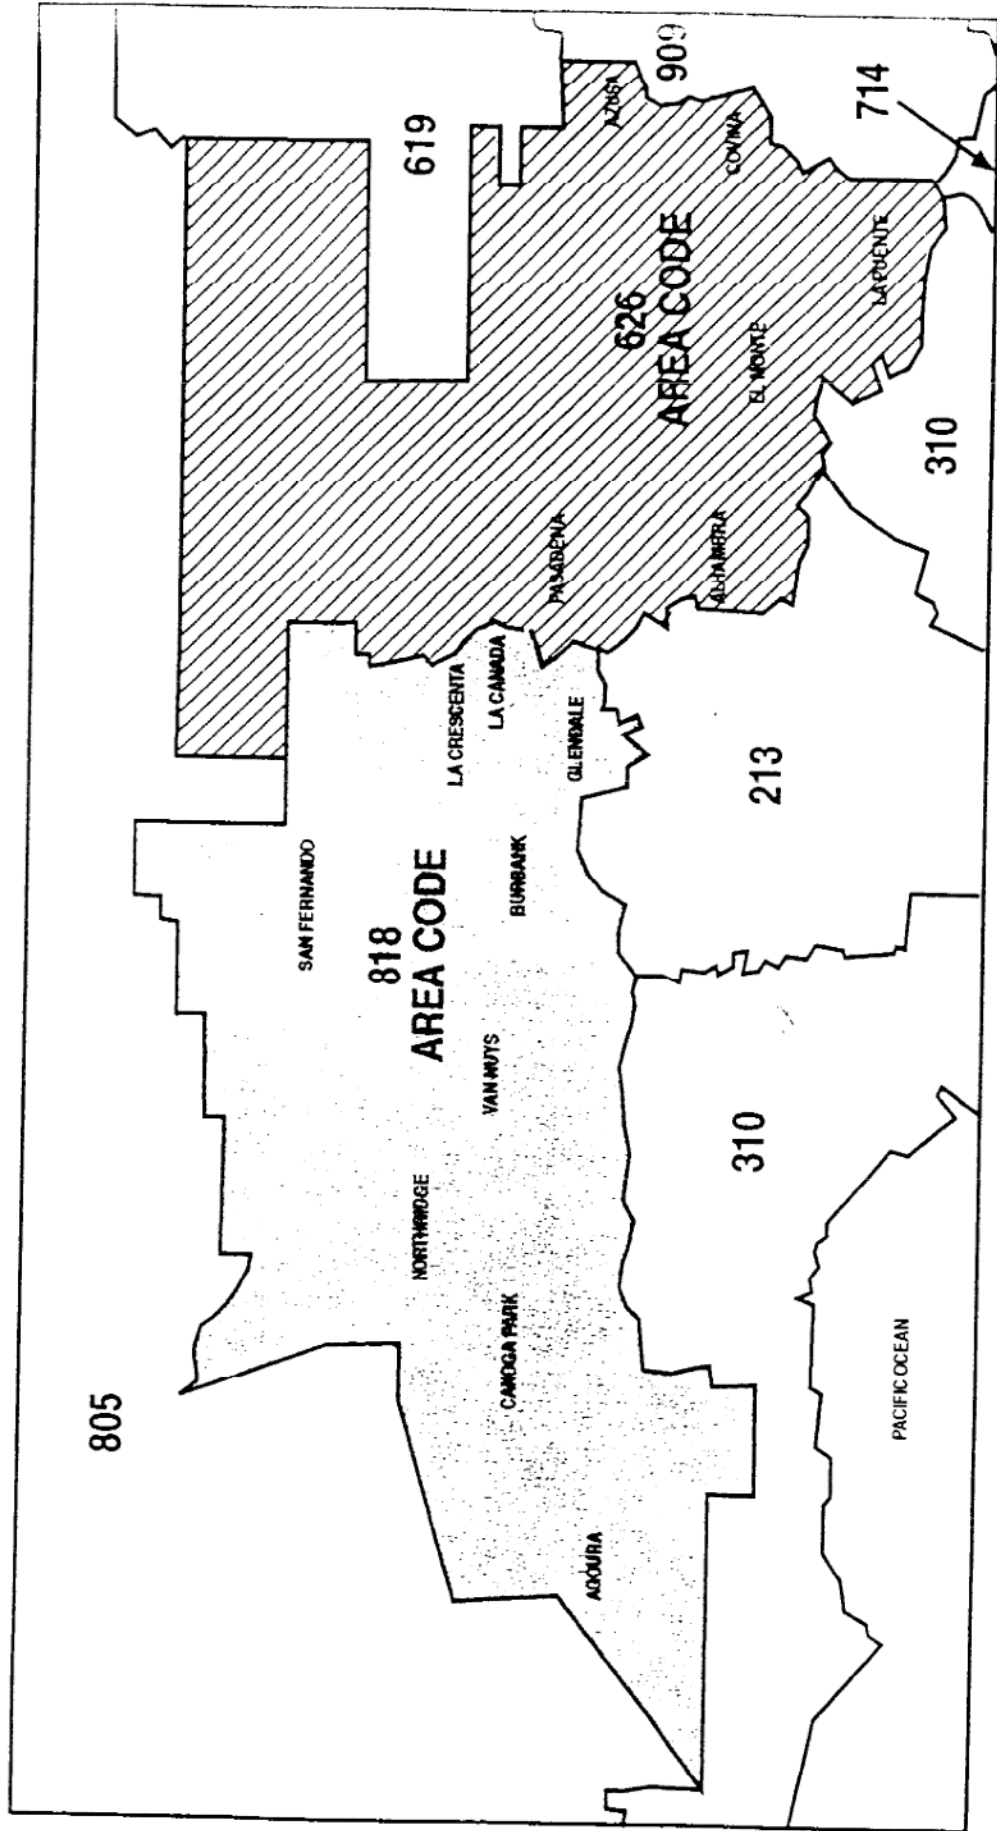 805
619
909
714
SAN FERNANDO
818
AREA CODE
NORTHRIDGE
LA CRESCENTA
LA CANADA
VAN NUYS
BURBANK
CANOGA PARK
GLENDALE
AGOURA
PASADENA
AZUSA
626
AREA CODE
ALHAMBRA
EL MONTE
COVINA
LA PUENTE
310
213
310
PACIFIC OCEAN